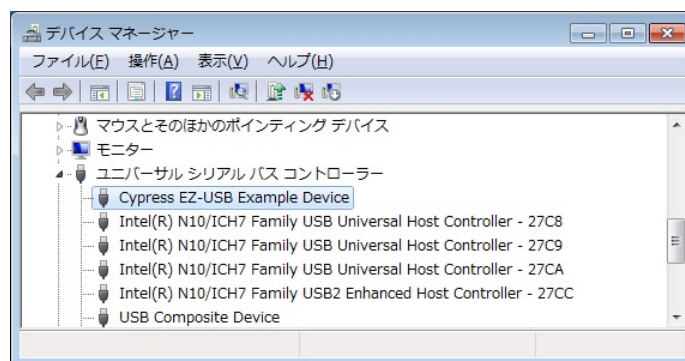 デバイス マネージャー
ファイル(F) 操作(A) 表示(V) ヘルプ(H)
マウスとそのほかのポインティング デバイス
モニター
ユニバーサル シリアル バス コントローラー
Cypress EZ-USB Example Device
Intel(R) N10/ICH7 Family USB Universal Host Controller - 27C8
Intel(R) N10/ICH7 Family USB Universal Host Controller - 27C9
Intel(R) N10/ICH7 Family USB Universal Host Controller - 27CA
Intel(R) N10/ICH7 Family USB2 Enhanced Host Controller - 27CC
USB Composite Device